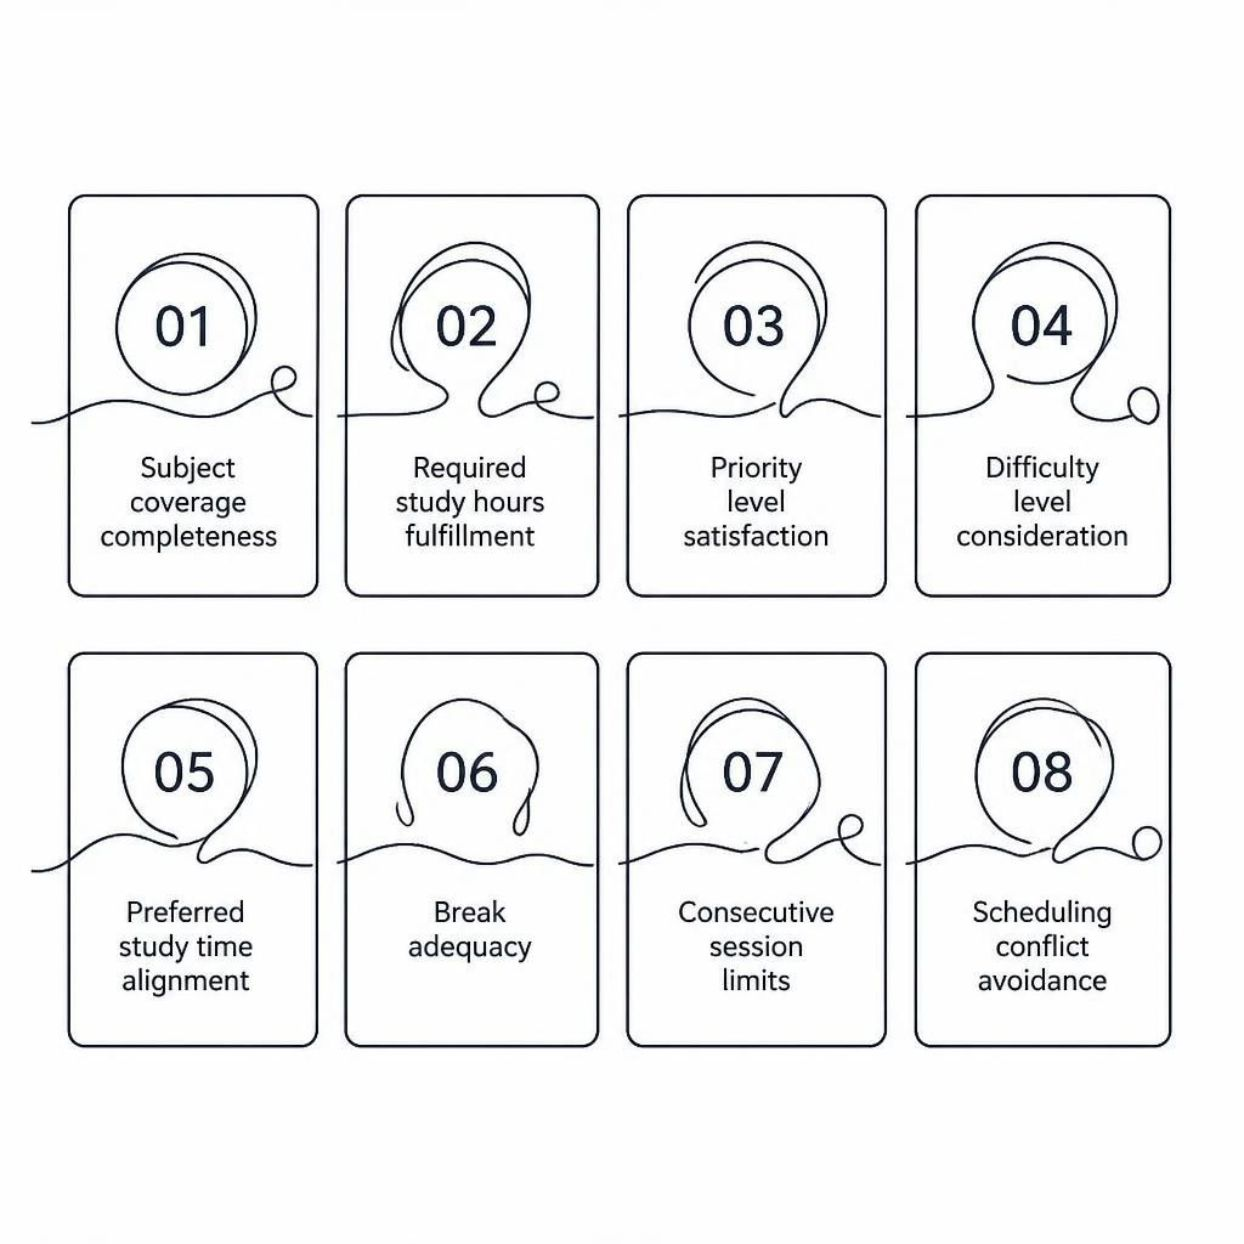 01
Subject
coverage
completeness
02
Required
study hours
fulfillment
03
Priority
level
satisfaction
04
Difficulty
level
consideration
05
Preferred
study time
alignment
06
Break
adequacy
07
Consecutive
session
limits
08
Scheduling
conflict
avoidance